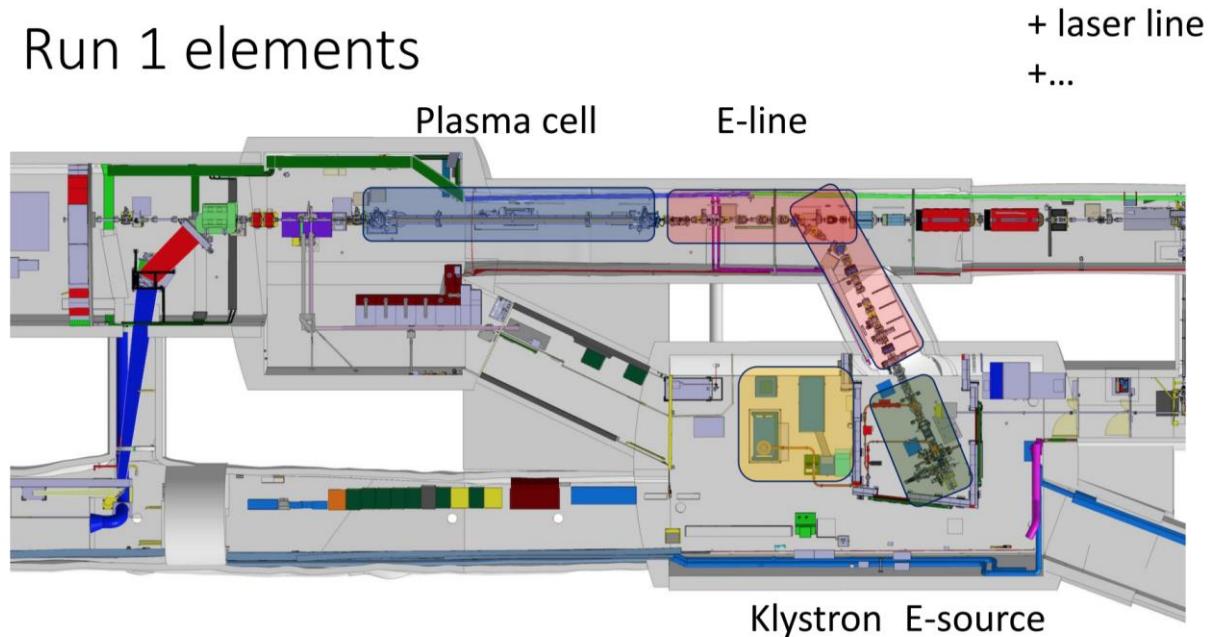 Run 1 elements
+ laser line
+...
Plasma cell
E-line
Klystron
E-source